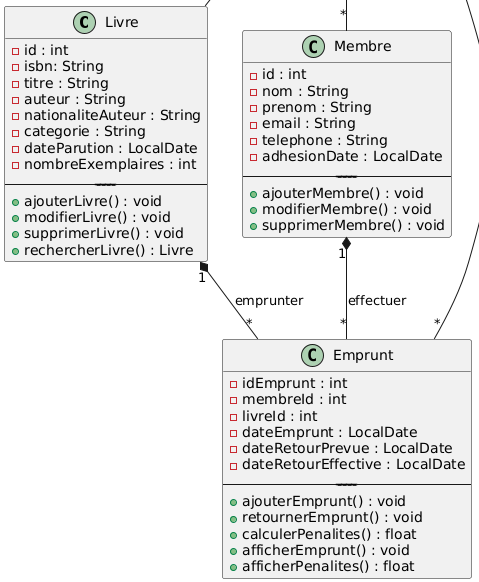 C Livre
id : int
isbn: String
titre : String
auteur : String
nationaliteAuteur : String
categorie : String
dateParution : LocalDate
nombreExemplaires : int
ajouterLivre() : void
modifierLivre() : void
supprimerLivre() : void
rechercherLivre() : Livre
*
C Membre
id : int
nom : String
prenom : String
email : String
telephone : String
adhesionDate : LocalDate
ajouterMembre() : void
modifierMembre() : void
supprimerMembre() : void
1
1
emprunter
effectuer
*
*
*
C Emprunt
idEmprunt : int
membreId : int
livreId : int
dateEmprunt : LocalDate
dateRetourPrevue : LocalDate
dateRetourEffective : LocalDate
ajouterEmprunt() : void
retournerEmprunt() : void
calculerPenalites() : float
afficherEmprunt() : void
afficherPenalites() : float